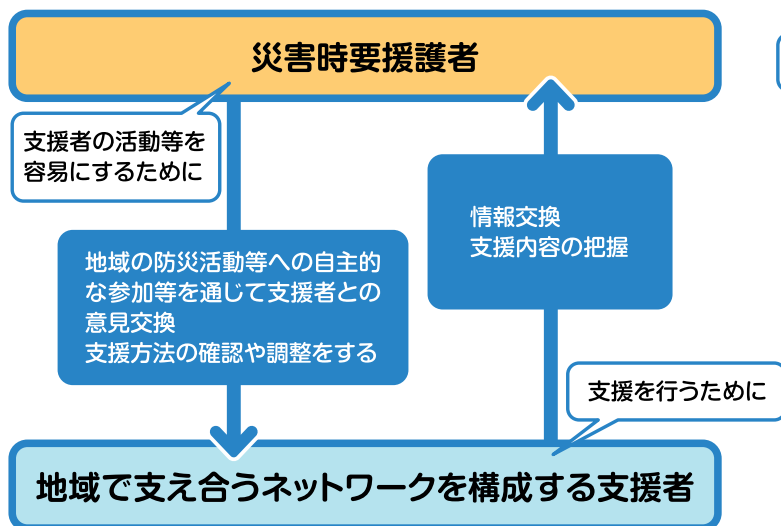 災害時要援護者
支援者の活動等を
容易にするために
情報交換
支援内容の把握
地域の防災活動等への自主的
な参加等を通じて支援者との
意見交換
支援方法の確認や調整をする
支援を行うために
地域で支え合うネットワークを構成する支援者